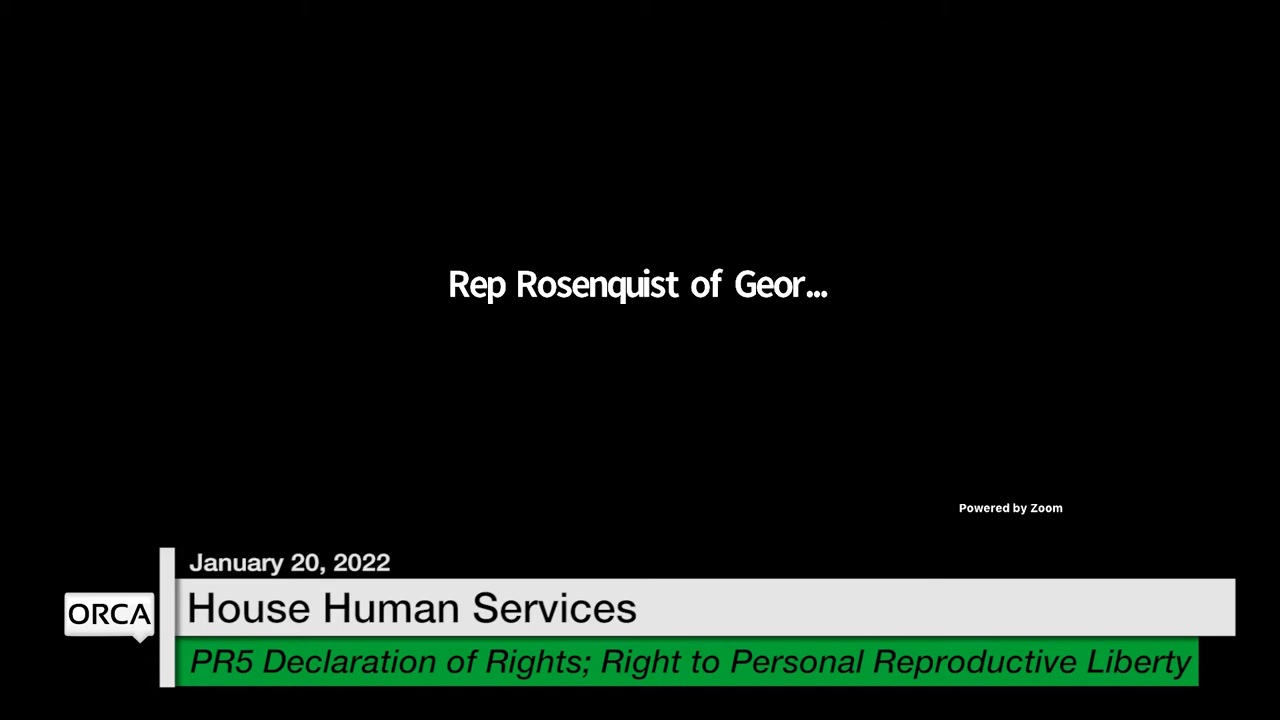 Rep Rosenquist of Geor...
Powered by Zoom
January 20, 2022
ORCA
House Human Services
PR5 Declaration of Rights; Right to Personal Reproductive Liberty